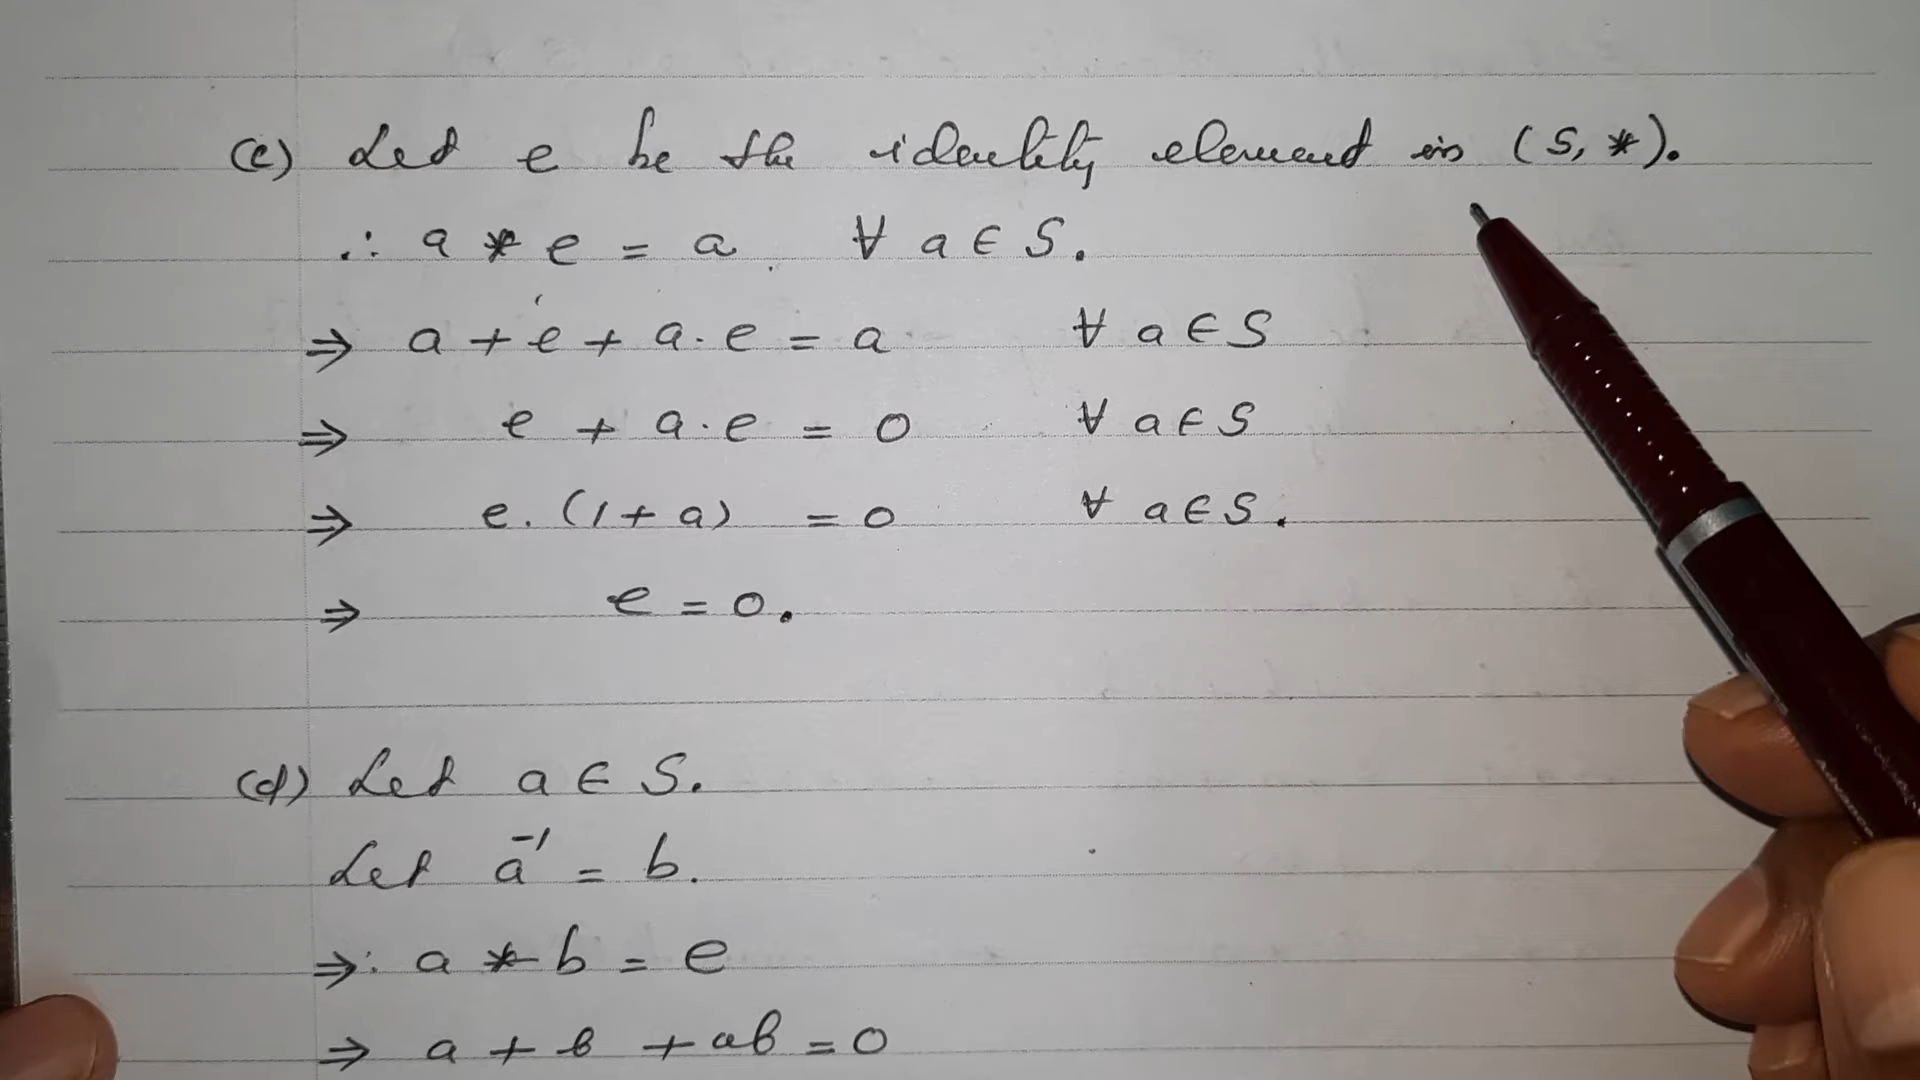 (c) Let e be the identity element in (S, *).
∴ a * e = a ∀ a ∈ S.
⇒ a + e + a·e = a ∀ a ∈ S
⇒ e + a·e = 0 ∀ a ∈ S
⇒ e.(1 + a) = 0 ∀ a ∈ S.
⇒ e = 0.
(d) Let a ∈ S.
Let a⁻¹ = b.
⇒: a * b = e
⇒ a + b + ab = 0